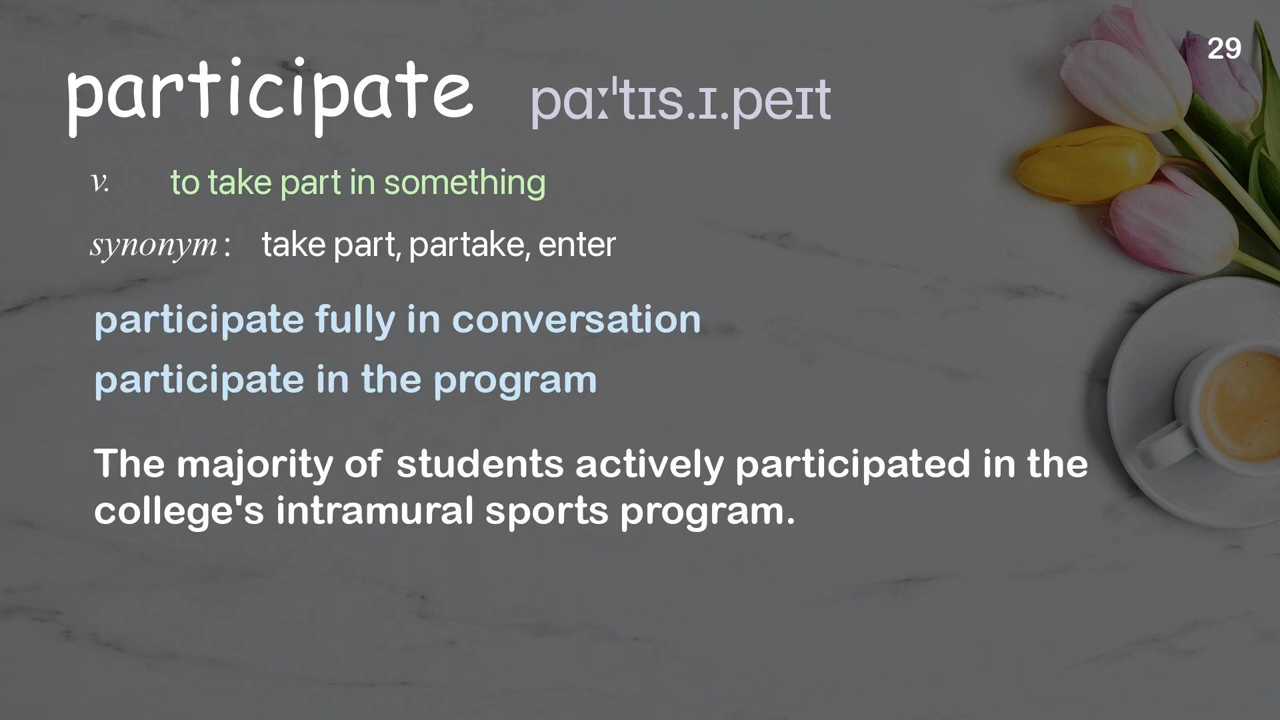 29
participate pɑːˈtɪs.ɪ.peɪt
v. to take part in something
synonym : take part, partake, enter
participate fully in conversation
participate in the program
The majority of students actively participated in the
college's intramural sports program.